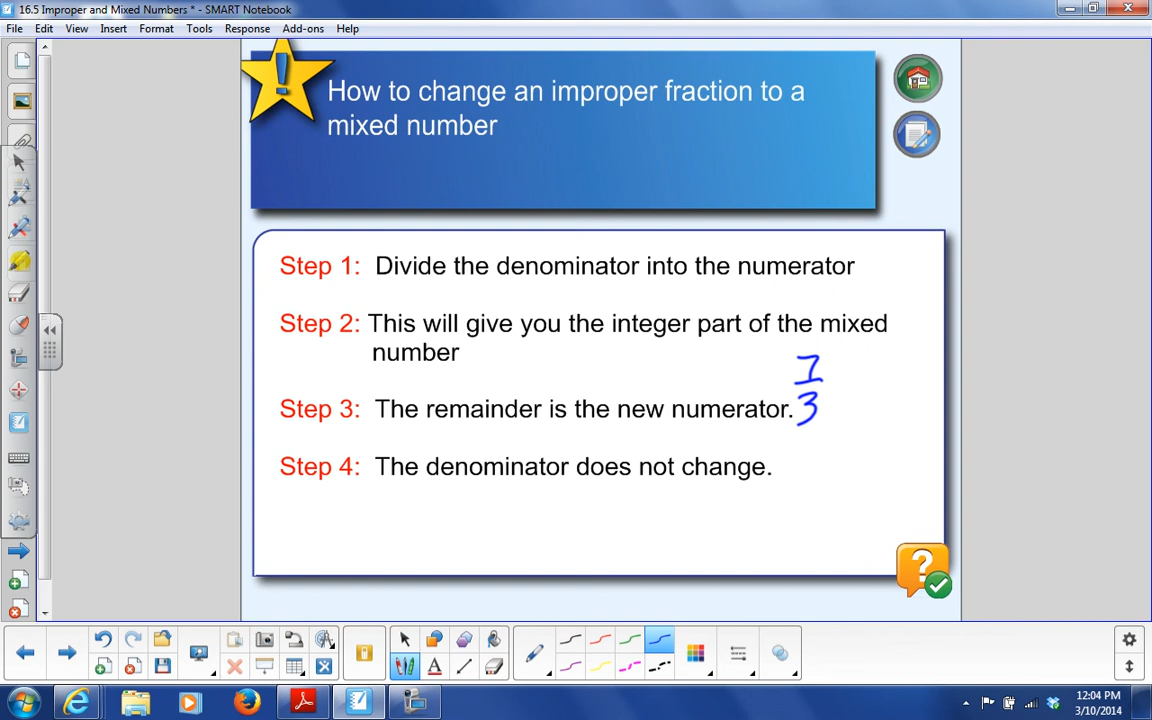 16.5 Improper and Mixed Numbers * - SMART Notebook
File Edit View Insert Format Tools Response Add-ons Help
How to change an improper fraction to a
mixed number
Step 1: Divide the denominator into the numerator
Step 2: This will give you the integer part of the mixed
number
7
Step 3: The remainder is the new numerator. 3
Step 4: The denominator does not change.
12:04 PM
3/10/2014